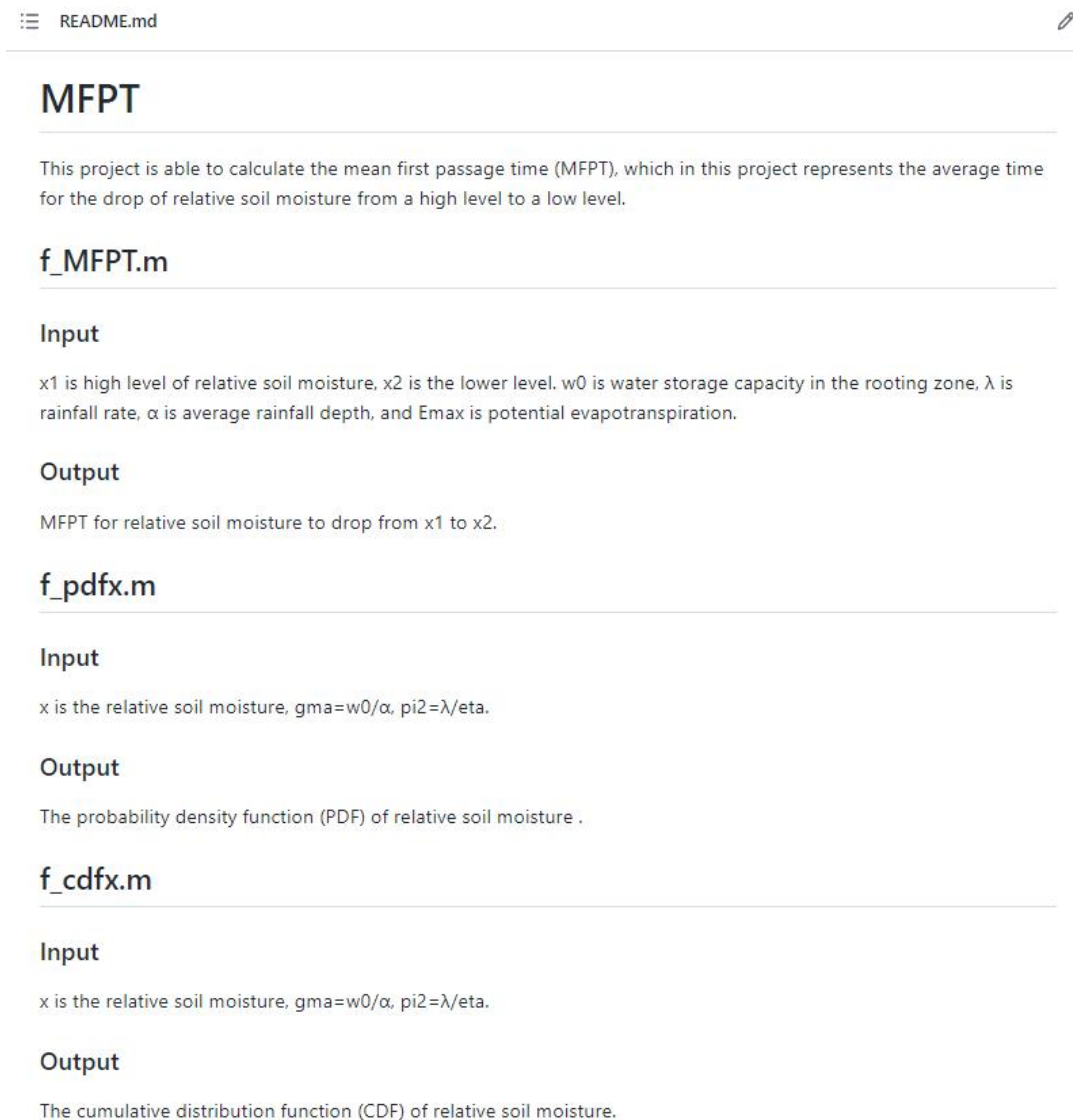 README.md
MFPT
This project is able to calculate the mean first passage time (MFPT), which in this project represents the average time
for the drop of relative soil moisture from a high level to a low level.
f_MFPT.m
Input
x1 is high level of relative soil moisture, x2 is the lower level. w0 is water storage capacity in the rooting zone, λ is
rainfall rate, α is average rainfall depth, and Emax is potential evapotranspiration.
Output
MFPT for relative soil moisture to drop from x1 to x2.
f_pdfx.m
Input
x is the relative soil moisture, gma=w0/α, pi2=λ/eta.
Output
The probability density function (PDF) of relative soil moisture .
f_cdfx.m
Input
x is the relative soil moisture, gma=w0/α, pi2=λ/eta.
Output
The cumulative distribution function (CDF) of relative soil moisture.